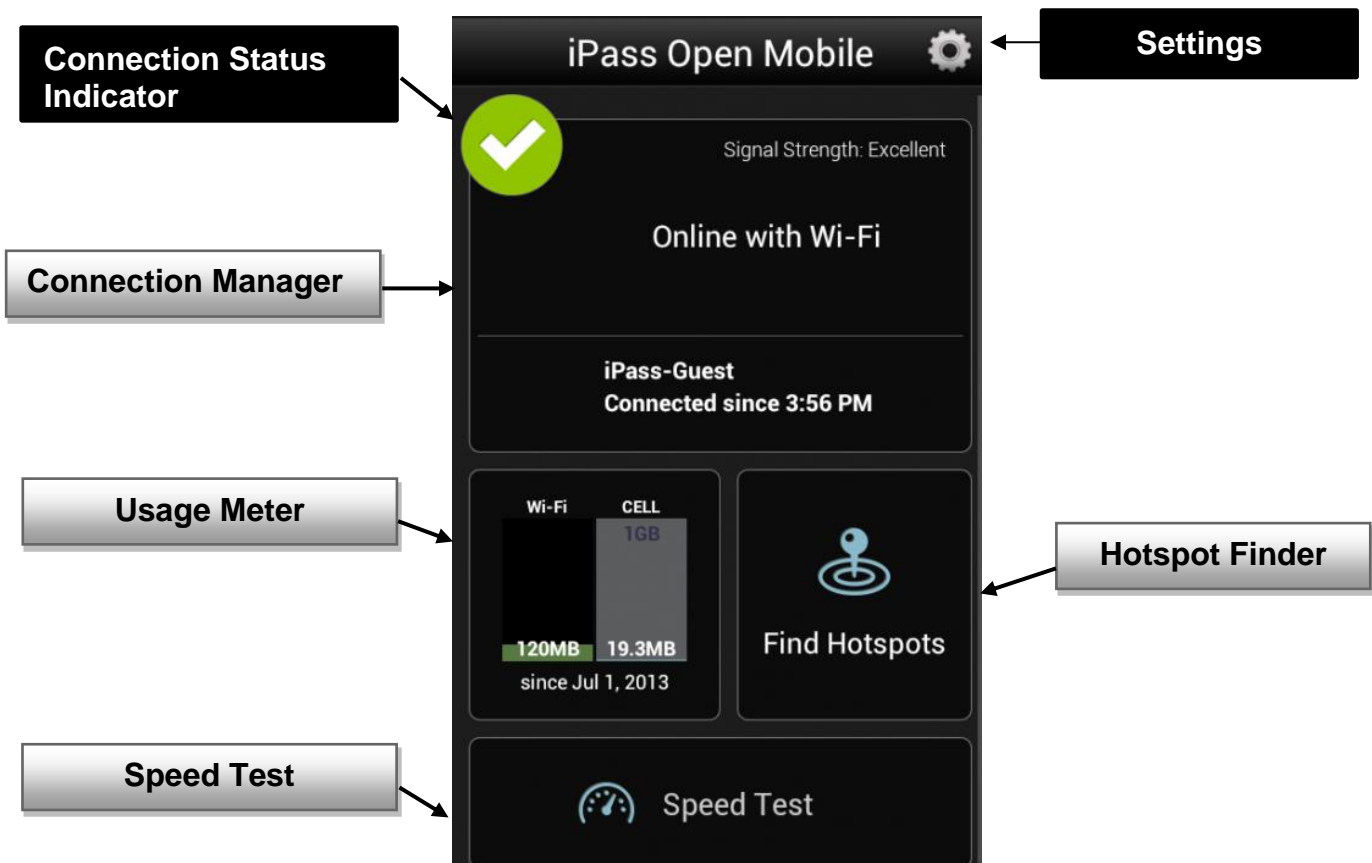 iPass Open Mobile
Settings
Connection Status
Indicator
Signal Strength: Excellent
Online with Wi-Fi
Connection Manager
iPass-Guest
Connected since 3:56 PM
Usage Meter
Wi-Fi CELL
1GB
120MB 19.3MB
since Jul 1, 2013
Find Hotspots
Hotspot Finder
Speed Test
Speed Test